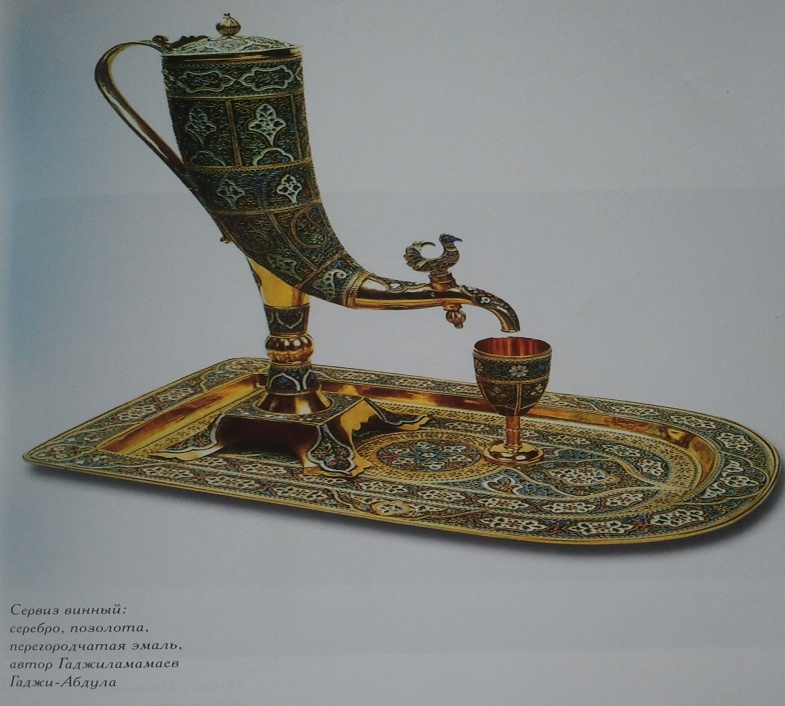 Сервиз винный:
серебро, позолота,
перегородчатая эмаль,
автор Гаджиламамаев
Гаджи-Абдула